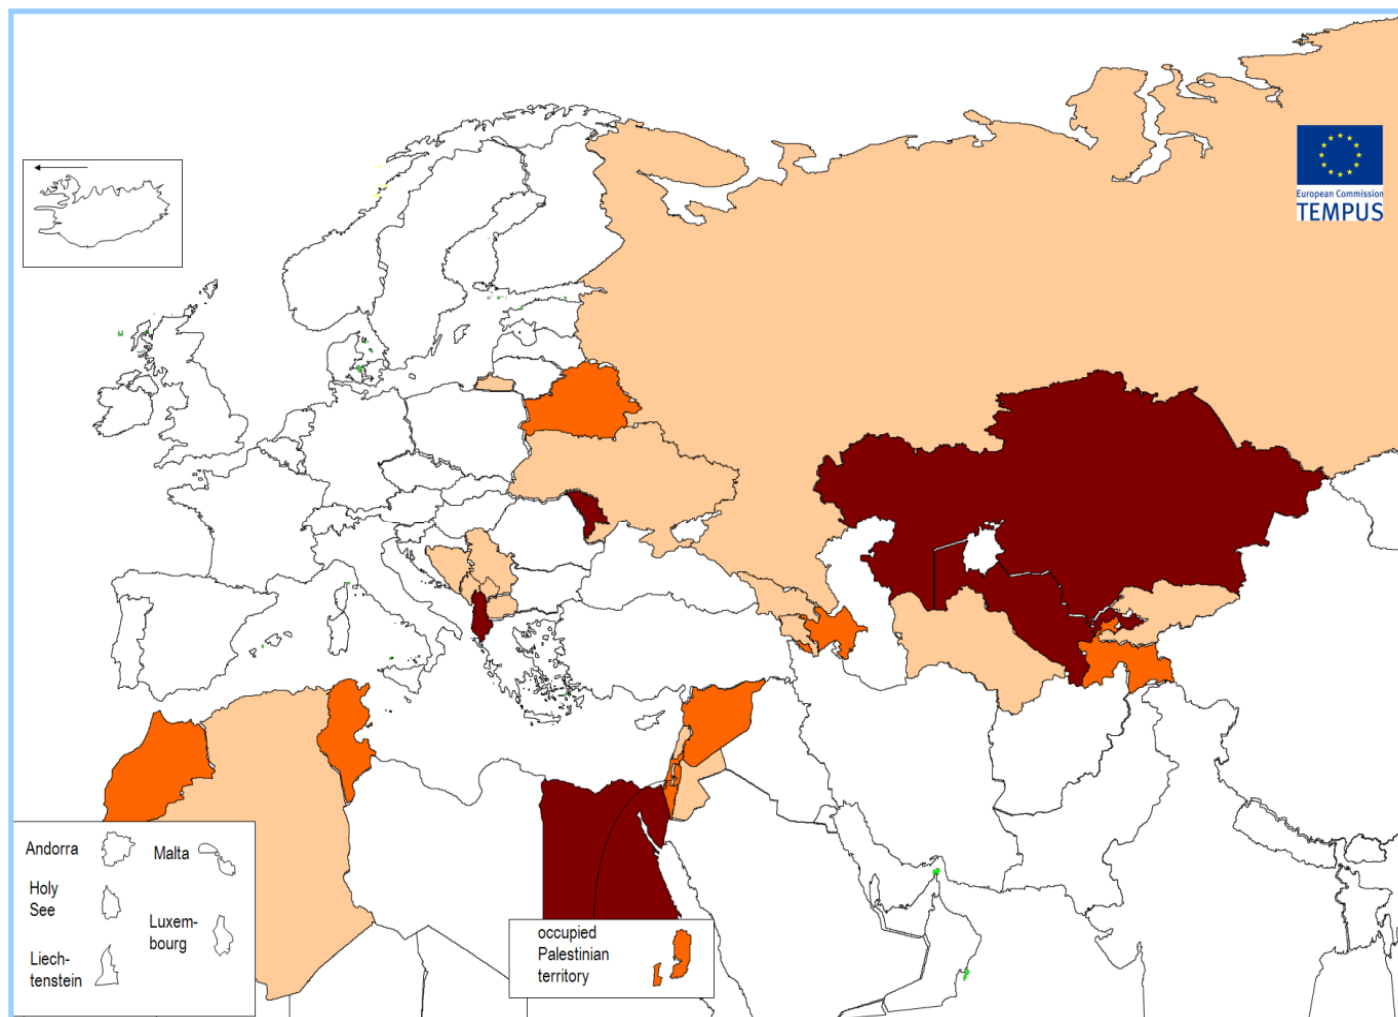 European Commission
TEMPUS
Andorra
Malta
Holy
See
Luxem-
bourg
Liech-
tenstein
occupied
Palestinian
territory